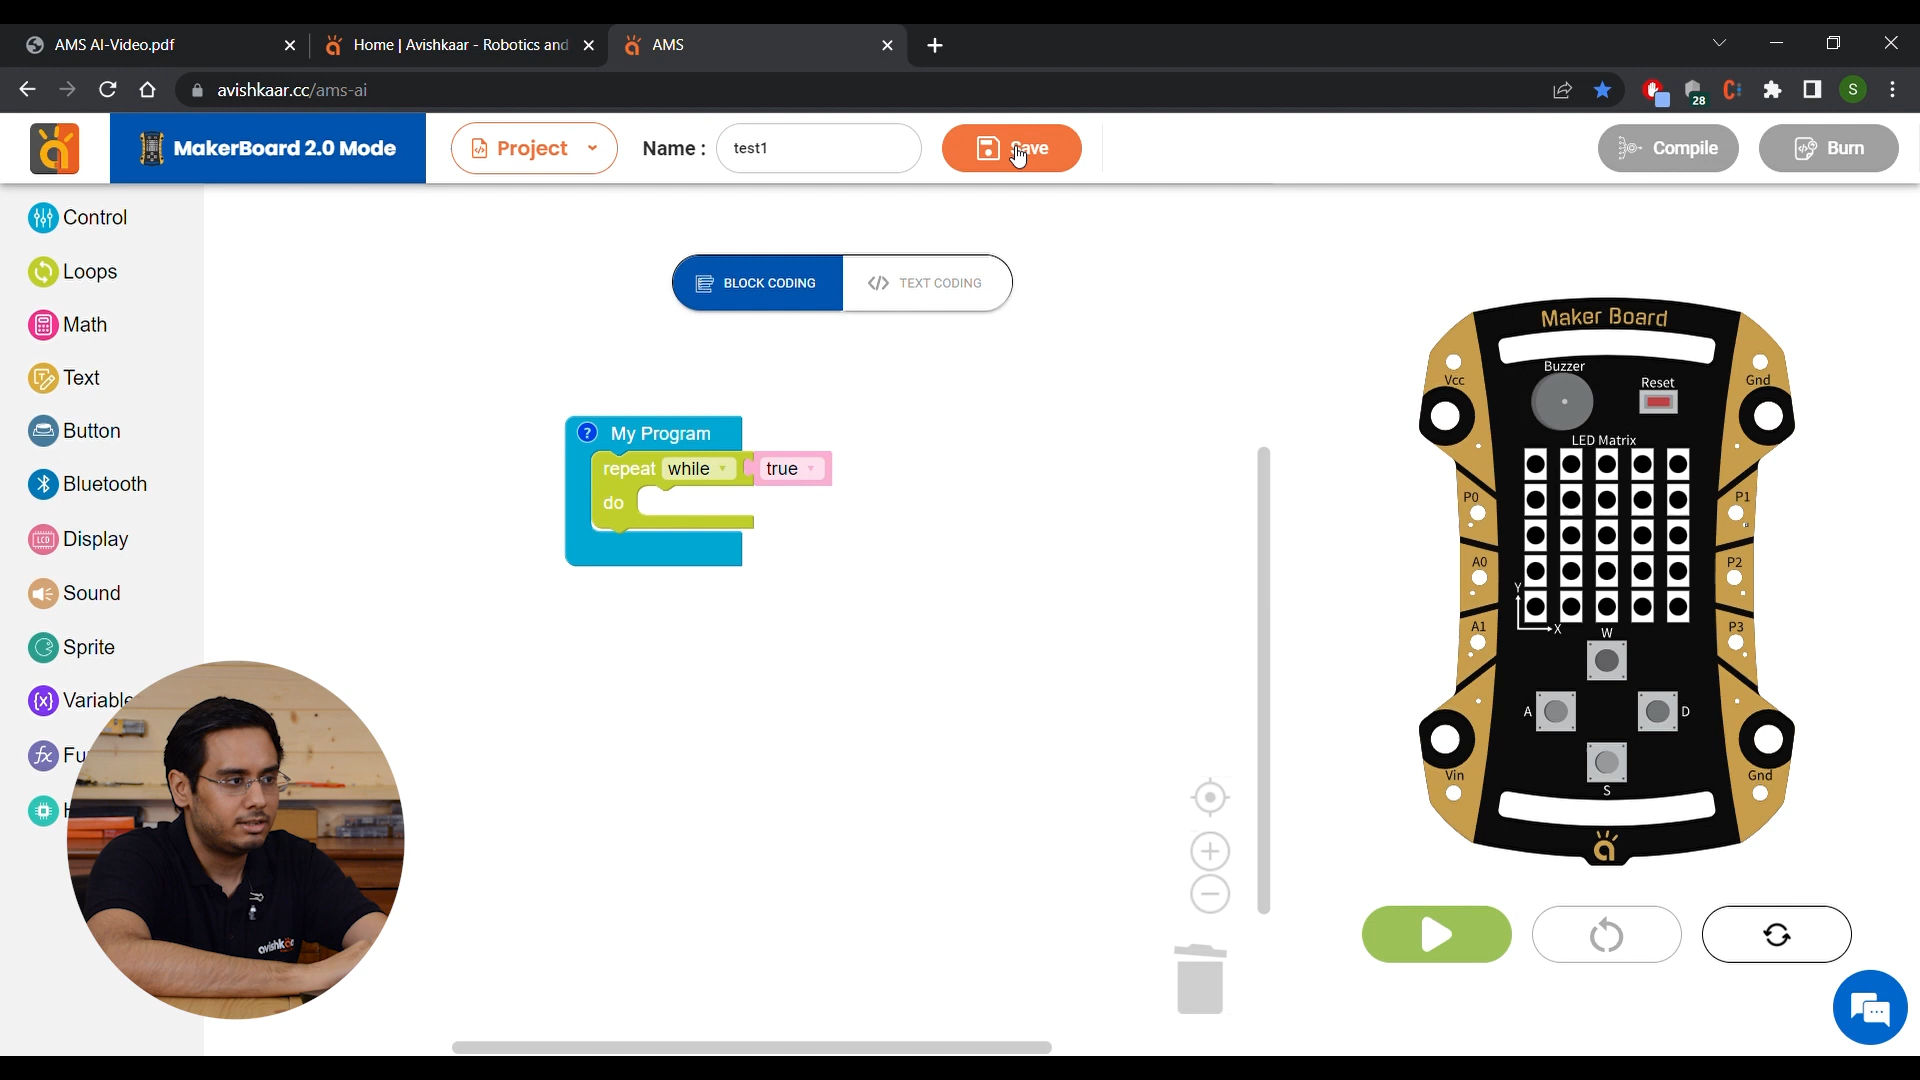 AMS AI-Video.pdf
Home | Avishkaar - Robotics and
AMS
avishkaar.cc/ams-ai
28
S
MakerBoard 2.0 Mode
Project
Name :
test1
Compile
Burn
Control
Loops
Math
Text
Button
Bluetooth
Display
Sound
Sprite
BLOCK CODING
TEXT CODING
? My Program
repeat while true
do
Maker Board
Buzzer
Reset
Vcc
Gnd
LED Matrix
P0
P1
A0
P2
A1
P3
Y
X
W
A
D
S
Vin
Gnd
LCD
{x}
fx